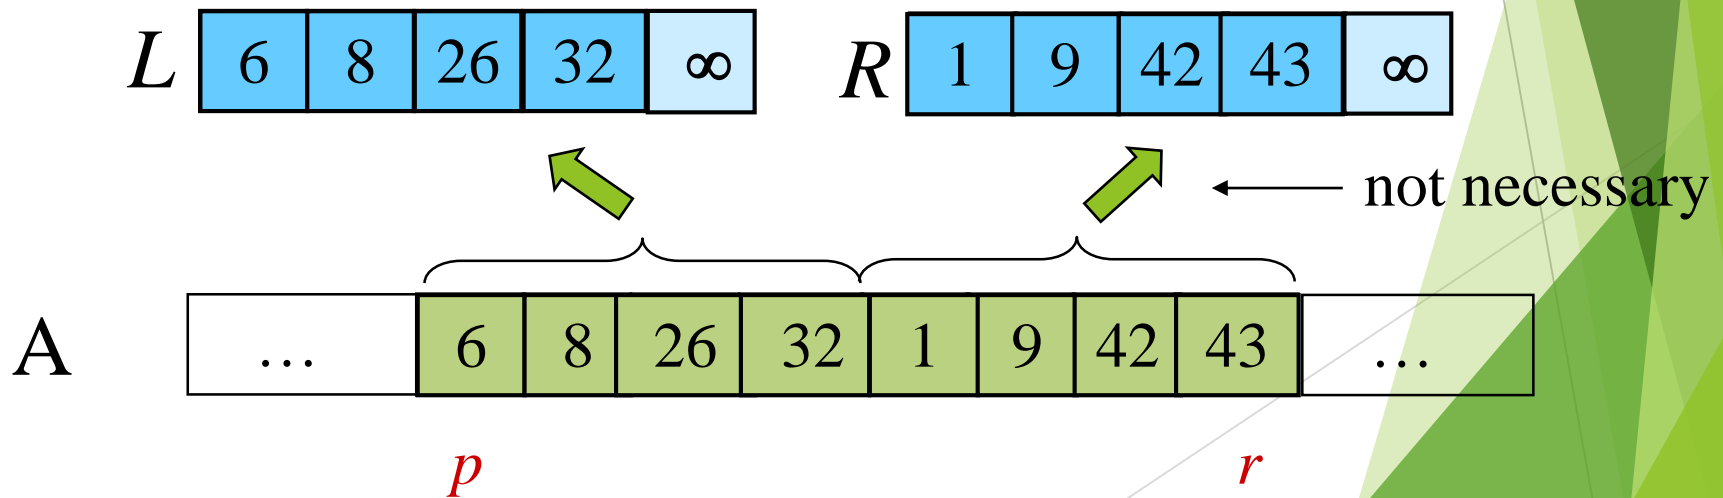 L 6 8 26 32 ∞ R 1 9 42 43 ∞
not necessary
A … 6 8 26 32 1 9 42 43 …
p r